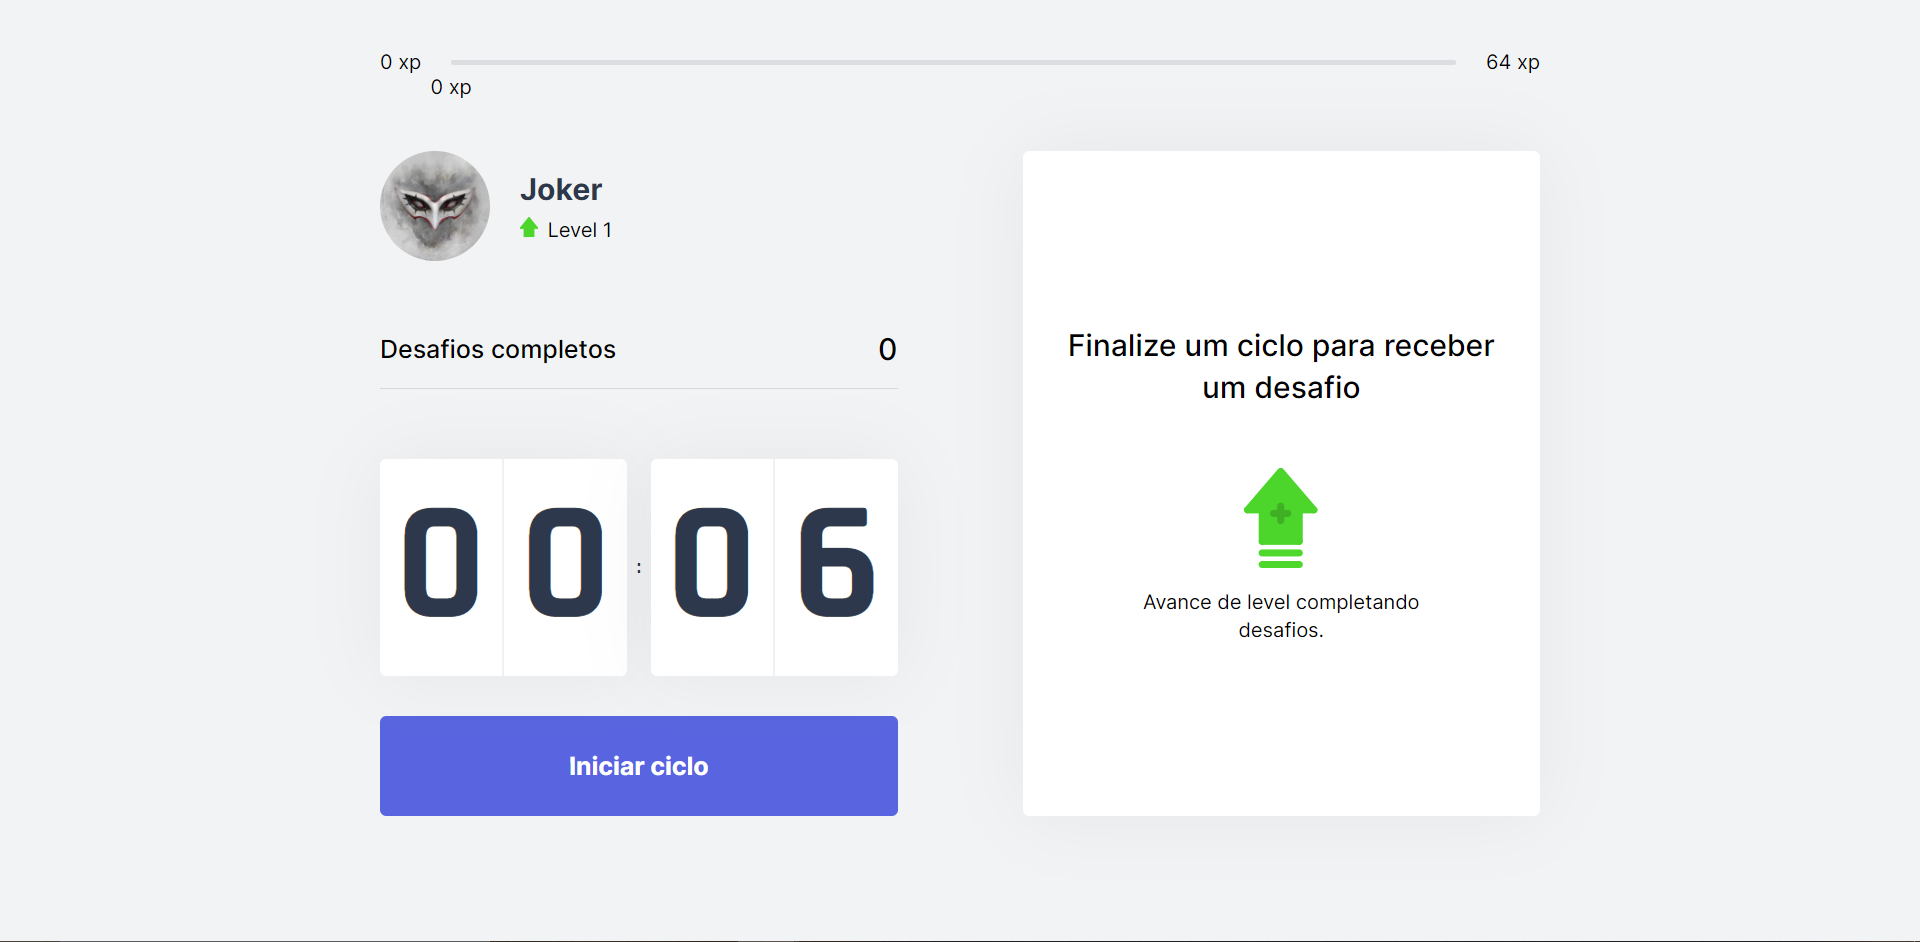 0 xp
64 xp
0 xp
Joker
Level 1
Desafios completos
0
00:06
Iniciar ciclo
Finalize um ciclo para receber
um desafio
Avance de level completando
desafios.